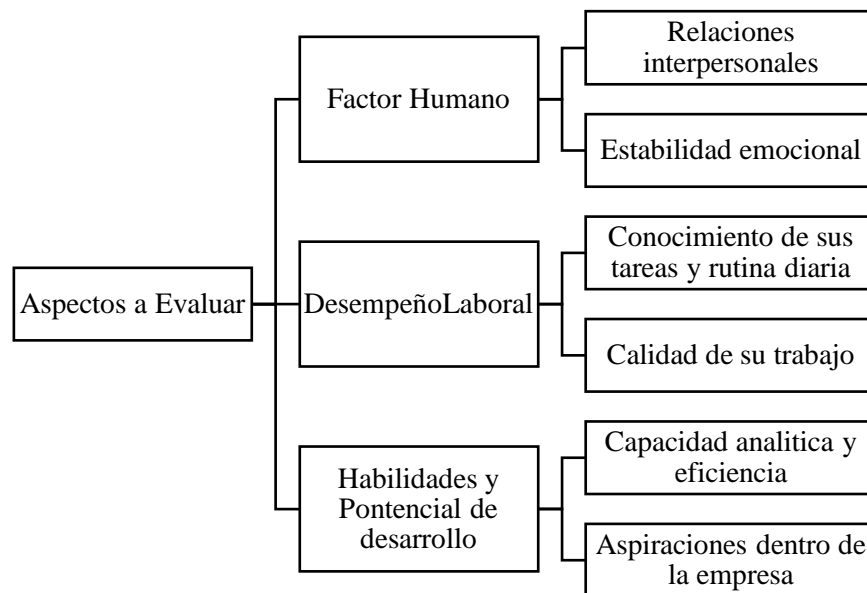 Aspectos a Evaluar
Factor Humano
Relaciones
interpersonales
Estabilidad emocional
DesempeñoLaboral
Conocimiento de sus
tareas y rutina diaria
Calidad de su trabajo
Habilidades y
Pontencial de
desarrollo
Capacidad analitica y
eficiencia
Aspiraciones dentro de
la empresa